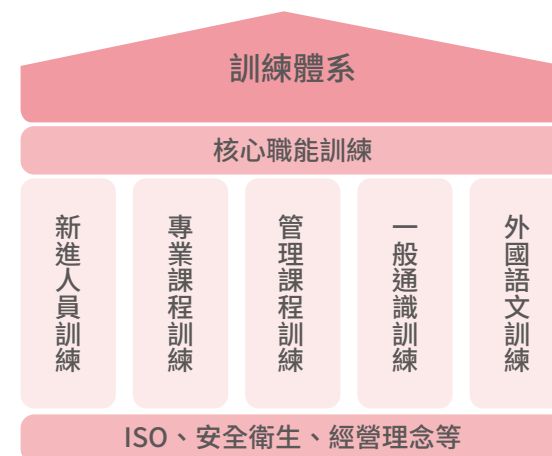 訓練體系
核心職能訓練
新進人員訓練
專業課程訓練
管理課程訓練
一般通識訓練
外國語文訓練
ISO、安全衛生、經營理念等